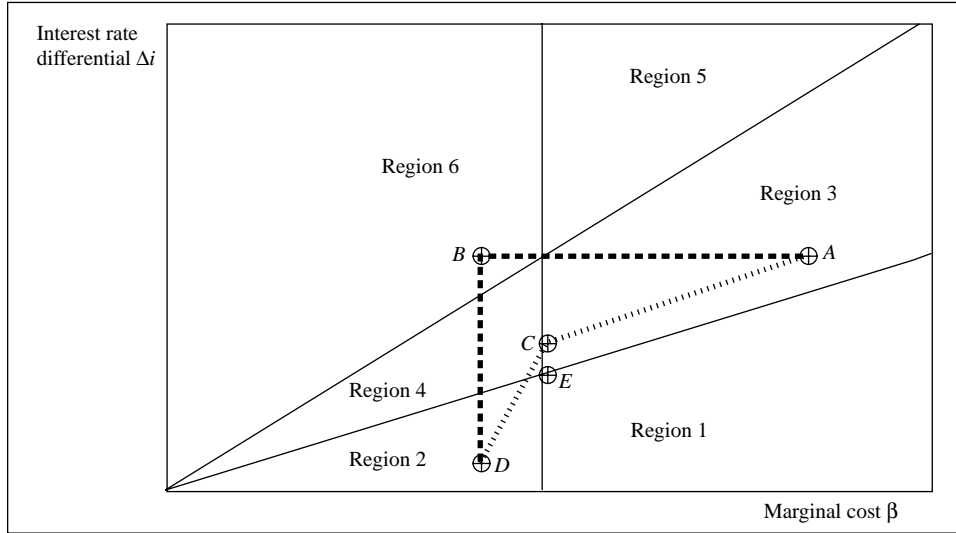 Interest rate
differential Δi
Region 5
Region 6
Region 3
B
A
C
E
Region 4
Region 1
Region 2
D
Marginal cost β